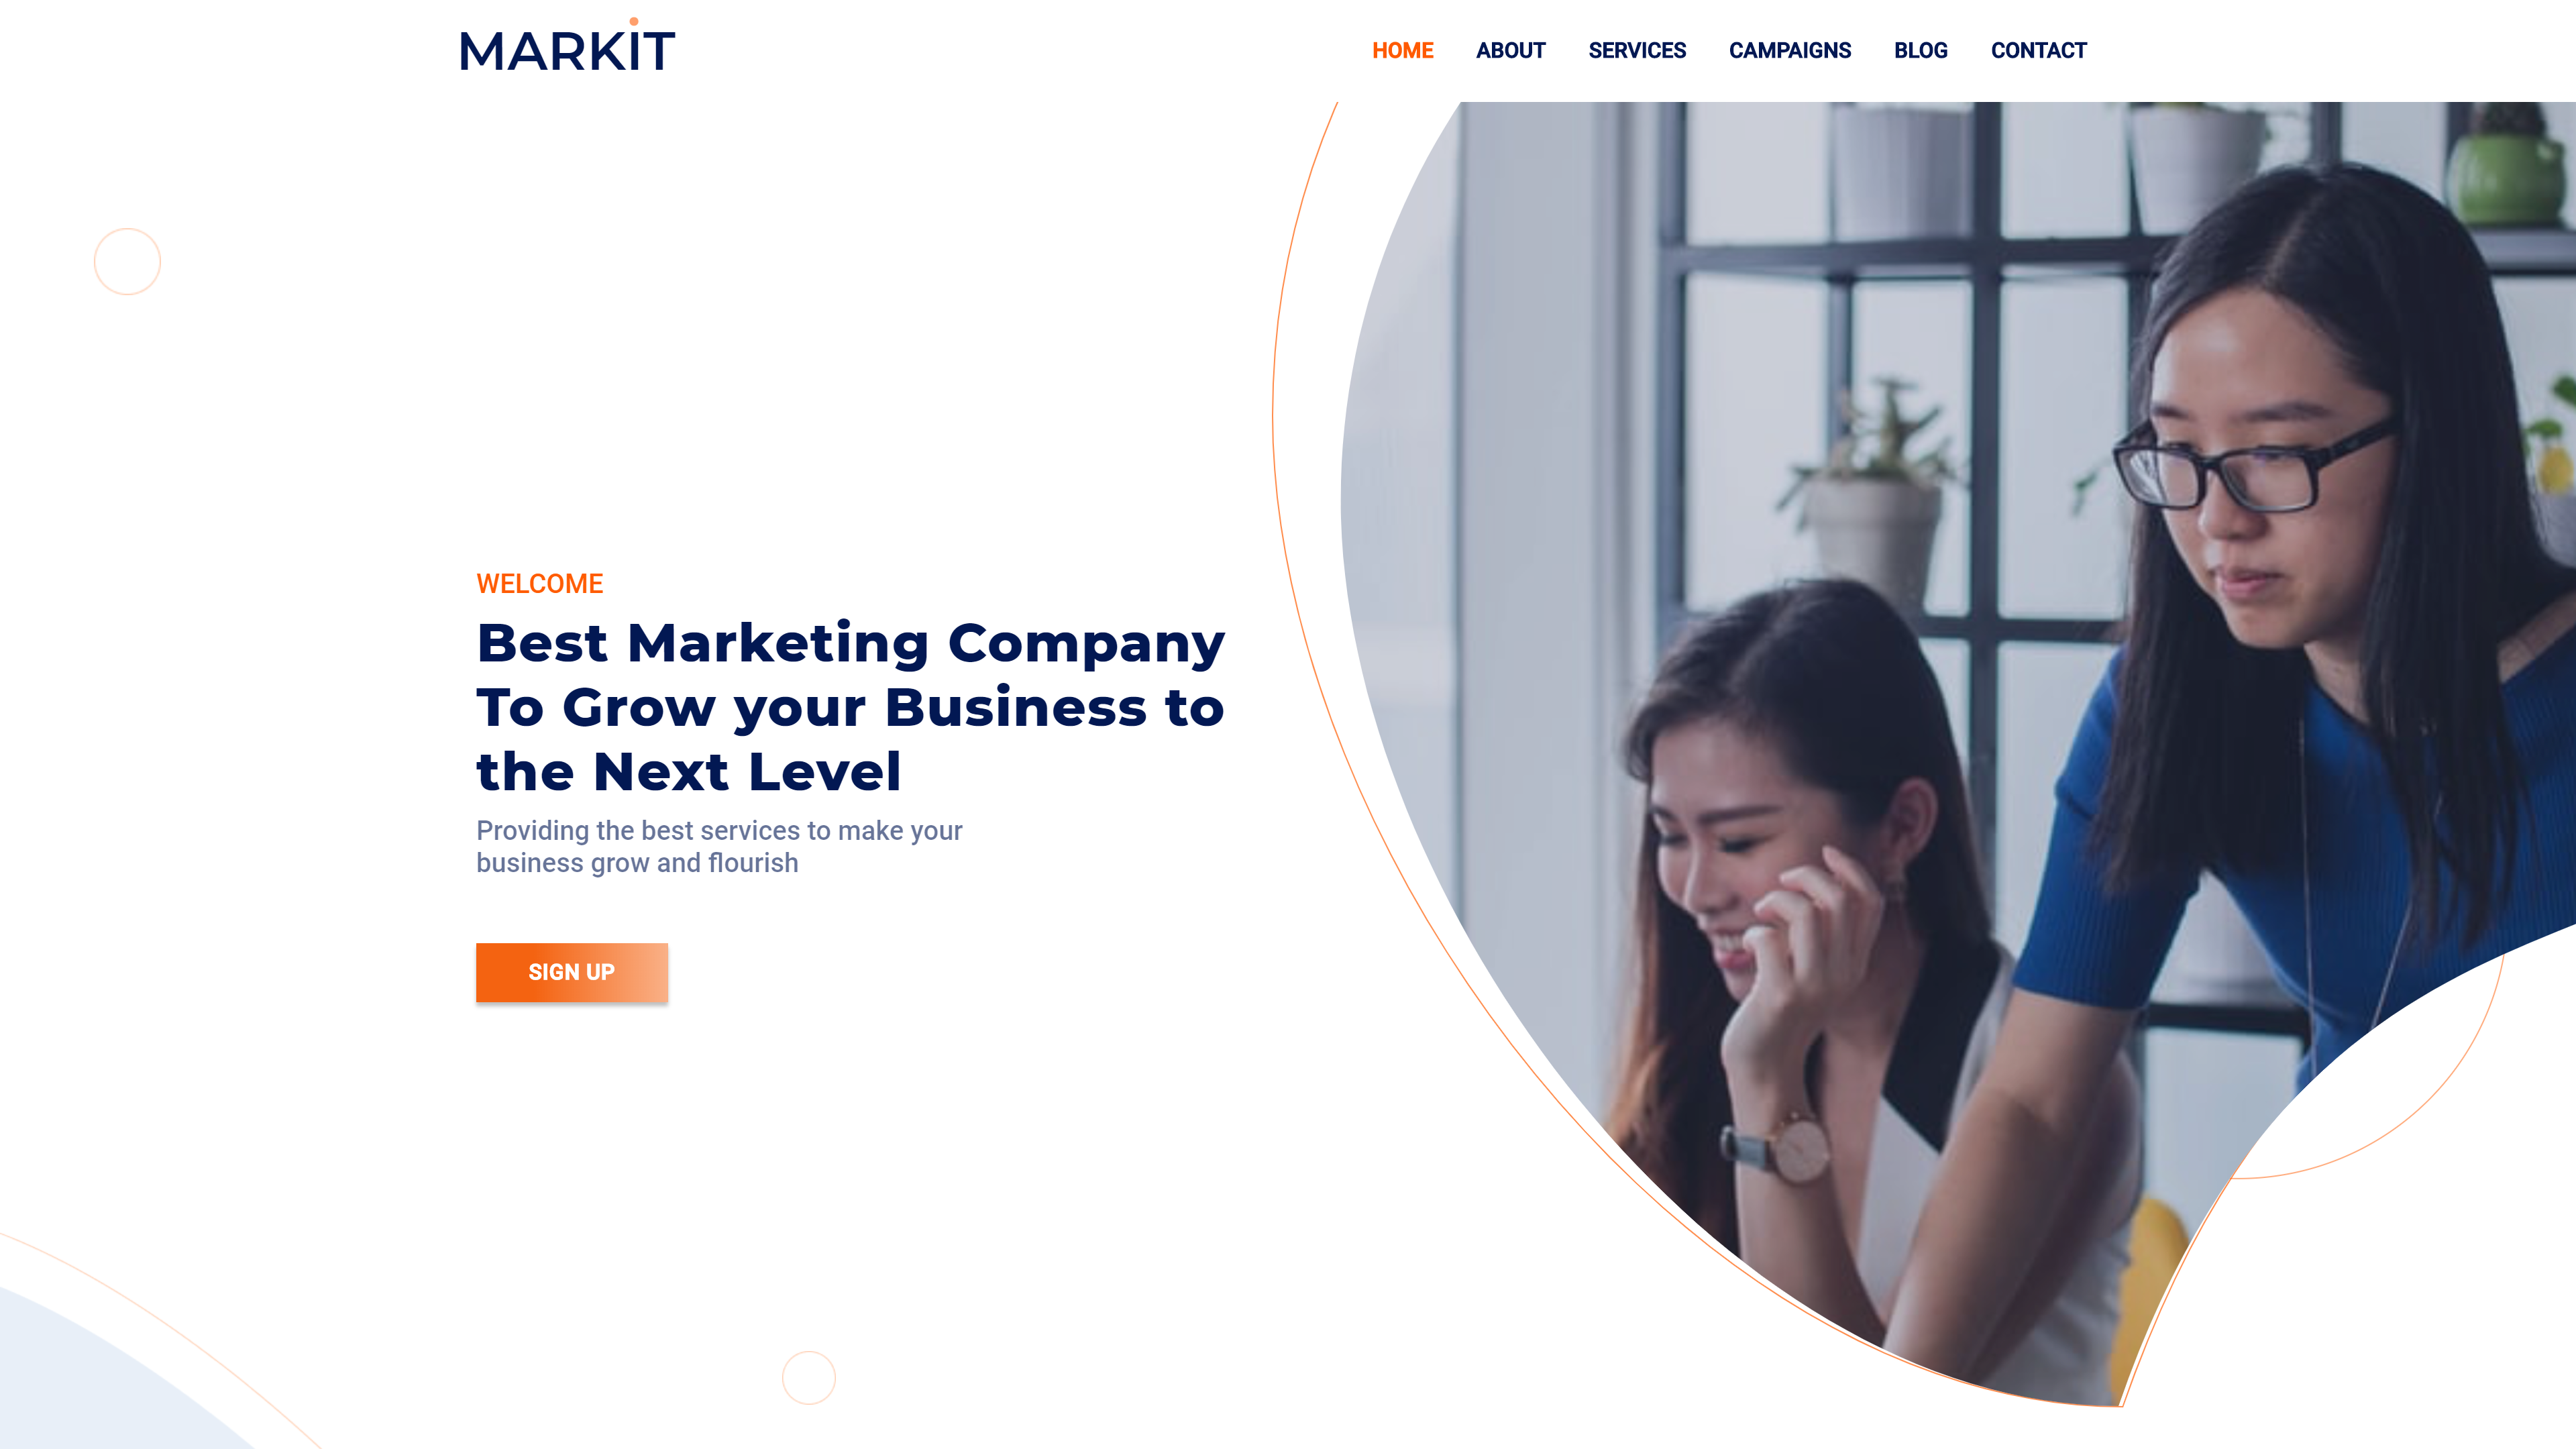 MARKIT
HOME ABOUT SERVICES CAMPAIGNS BLOG CONTACT
WELCOME
Best Marketing Company
To Grow your Business to
the Next Level
Providing the best services to make your
business grow and flourish
SIGN UP